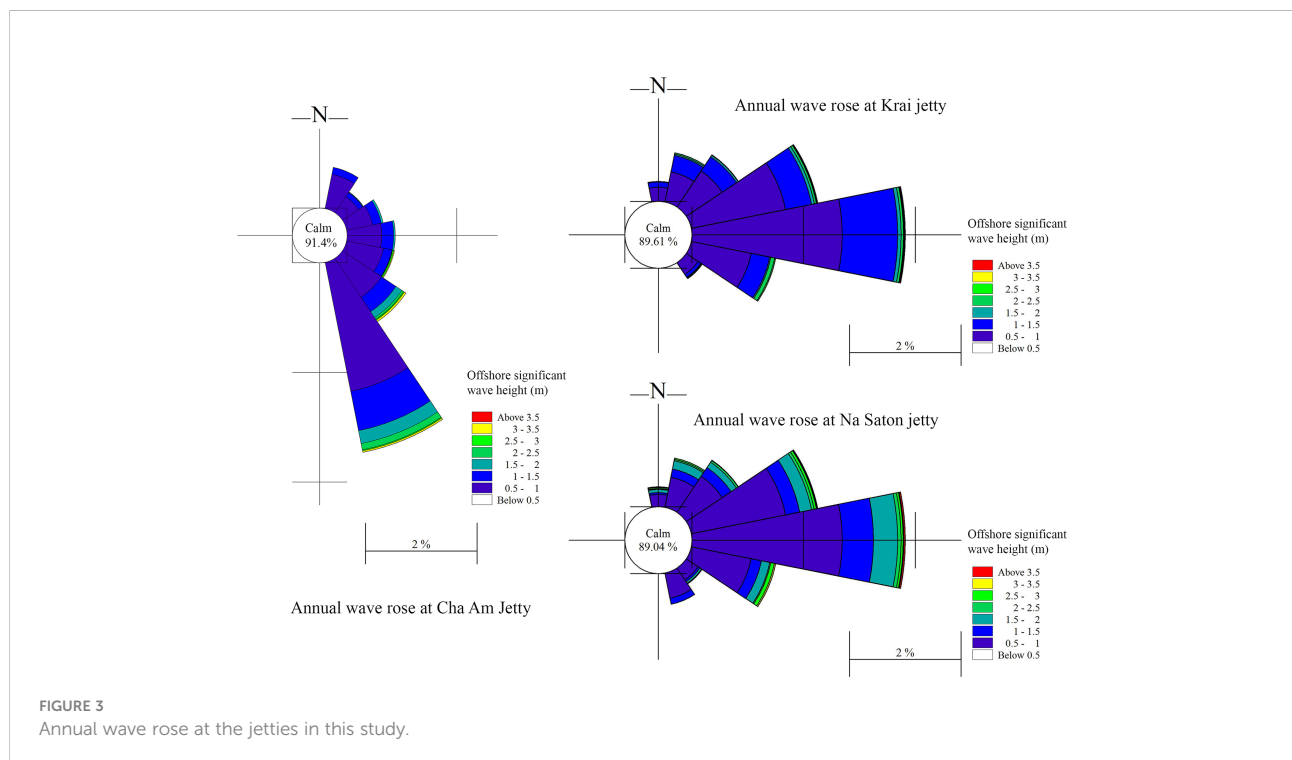 N
Calm
91.4%
Offshore significant
wave height (m)
Above 3.5
3 - 3.5
2.5 - 3
2 - 2.5
1.5 - 2
1 - 1.5
0.5 - 1
Below 0.5
2 %
Annual wave rose at Cha Am Jetty
N
Annual wave rose at Krai jetty
Calm
89.61 %
Offshore significant
wave height (m)
Above 3.5
3 - 3.5
2.5 - 3
2 - 2.5
1.5 - 2
1 - 1.5
0.5 - 1
Below 0.5
2 %
N
Annual wave rose at Na Saton jetty
Calm
89.04 %
Offshore significant
wave height (m)
Above 3.5
3 - 3.5
2.5 - 3
2 - 2.5
1.5 - 2
1 - 1.5
0.5 - 1
Below 0.5
2 %
FIGURE 3
Annual wave rose at the jetties in this study.